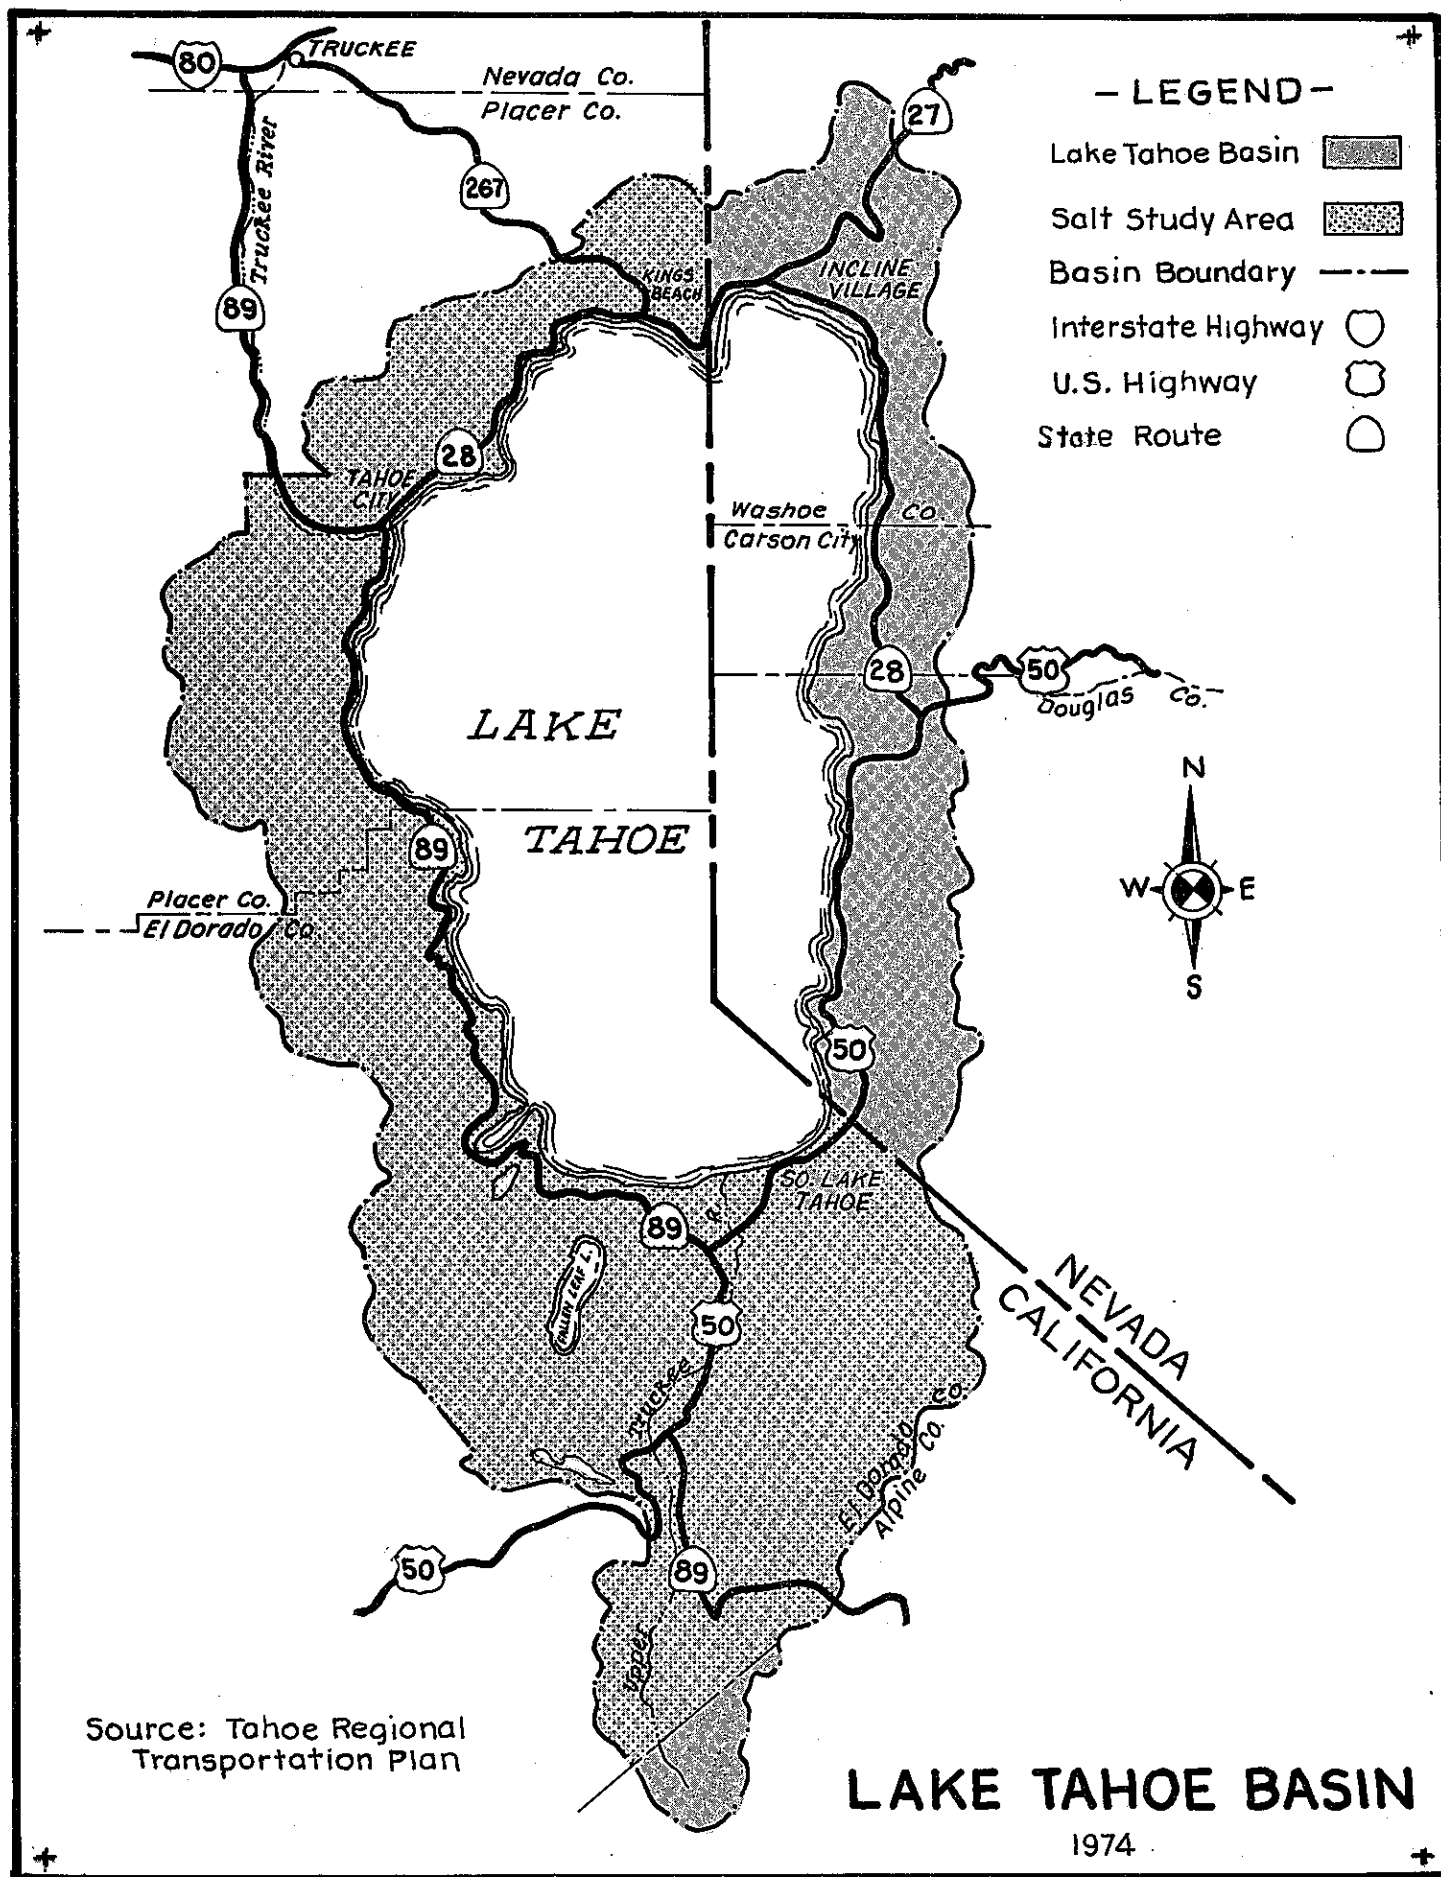 80
TRUCKEE
Nevada Co.
Placer Co.
27
Truckee River
267
89
KINGS
BEACH
INCLINE
VILLAGE
- LEGEND -
Lake Tahoe Basin
Salt Study Area
Basin Boundary
Interstate Highway
U.S. Highway
State Route
28
TAHOE
CITY
Washoe Co
Carson City
28
50
Douglas Co.
LAKE
TAHOE
89
Placer Co.
El Dorado Co
N
W E
S
50
SO. LAKE
TAHOE
89
R.
FALLEN LEAF L.
50
Truckee
NEVADA
CALIFORNIA
El Dorado Co.
Alpine Co.
50
89
Upper
Source: Tahoe Regional
Transportation Plan
LAKE TAHOE BASIN
1974